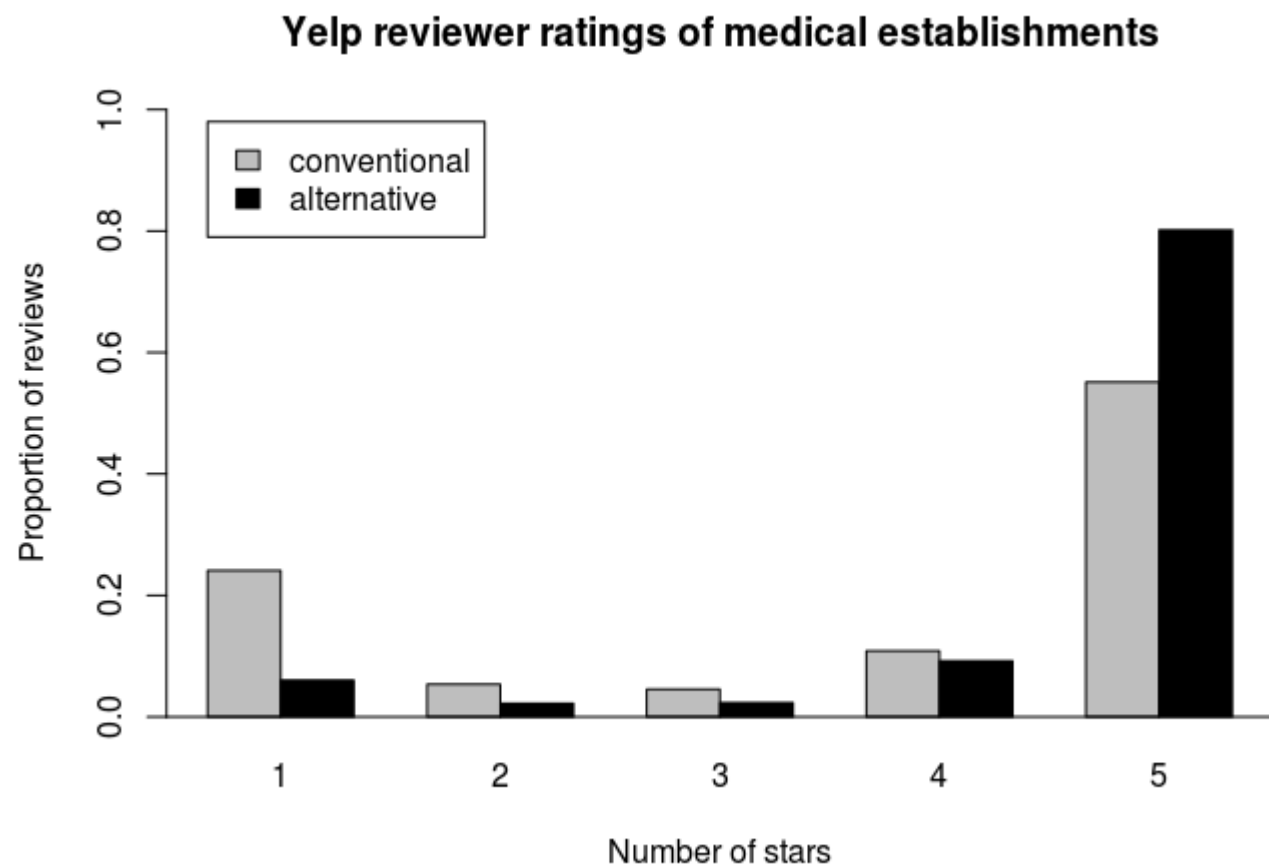 Yelp reviewer ratings of medical establishments
1.0
0.8
0.6
0.4
0.2
0.0
Proportion of reviews
conventional
alternative
1 2 3 4 5
Number of stars